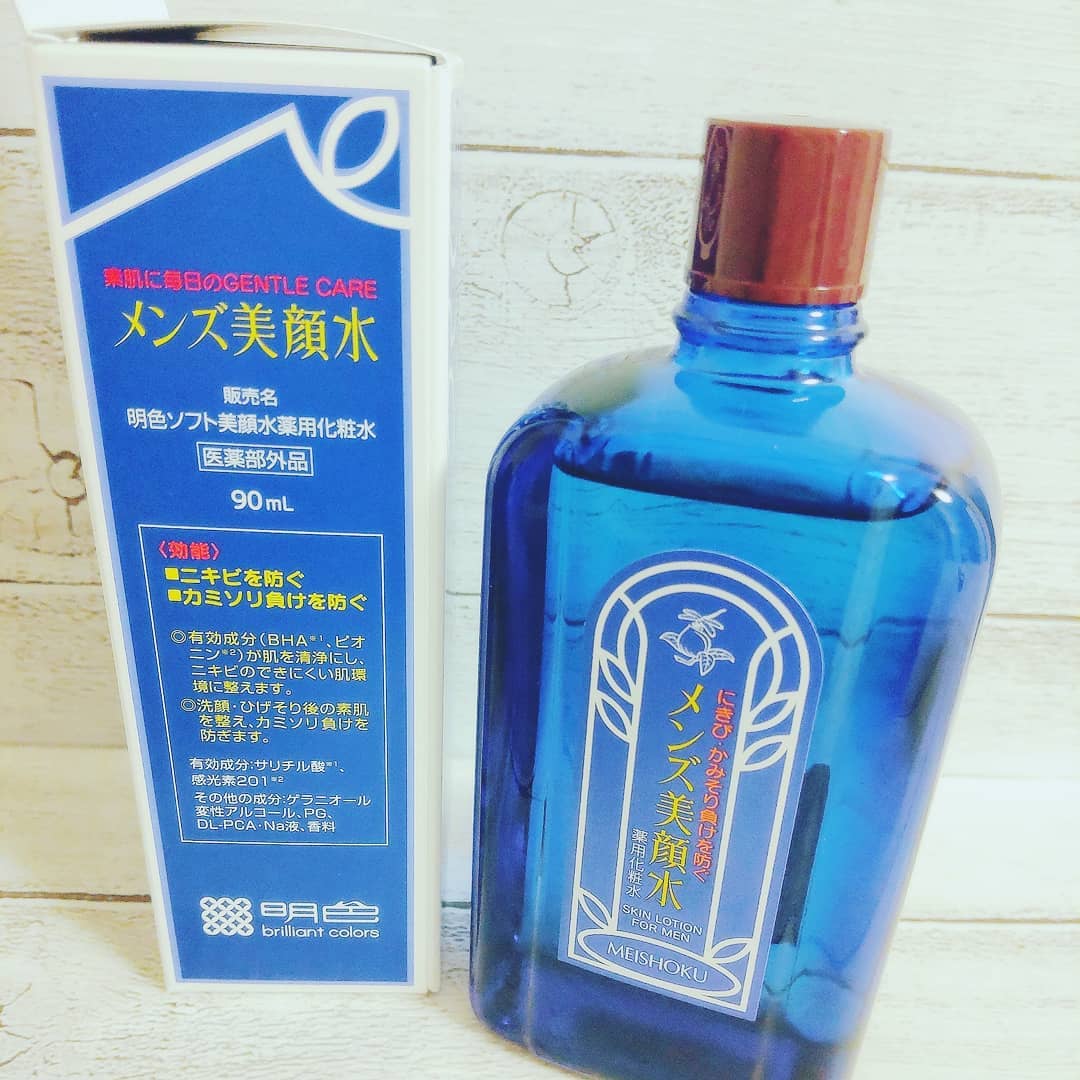 素肌に毎日のGENTLE CARE
メンズ美顔水
販売名
明色ソフト美顔水薬用化粧水
医薬部外品
90mL
〈効能〉
■ニキビを防ぐ
■カミソリ負けを防ぐ
◎有効成分(BHA※1、ピオ
ニン※2)が肌を清浄にし、
ニキビのできにくい肌環
境に整えます。
◎洗顔・ひげそり後の素肌
を整え、カミソリ負けを
防ぎます。
有効成分:サリチル酸※1、
感光素201※2
その他の成分:ゲラニオール
変性アルコール、PG、
DL-PCA・Na液、香料
明色
brilliant colors
にきび・かみそり負けを防ぐ
メンズ美顔水
薬用化粧水
SKIN LOTION
FOR MEN
MEISHOKU